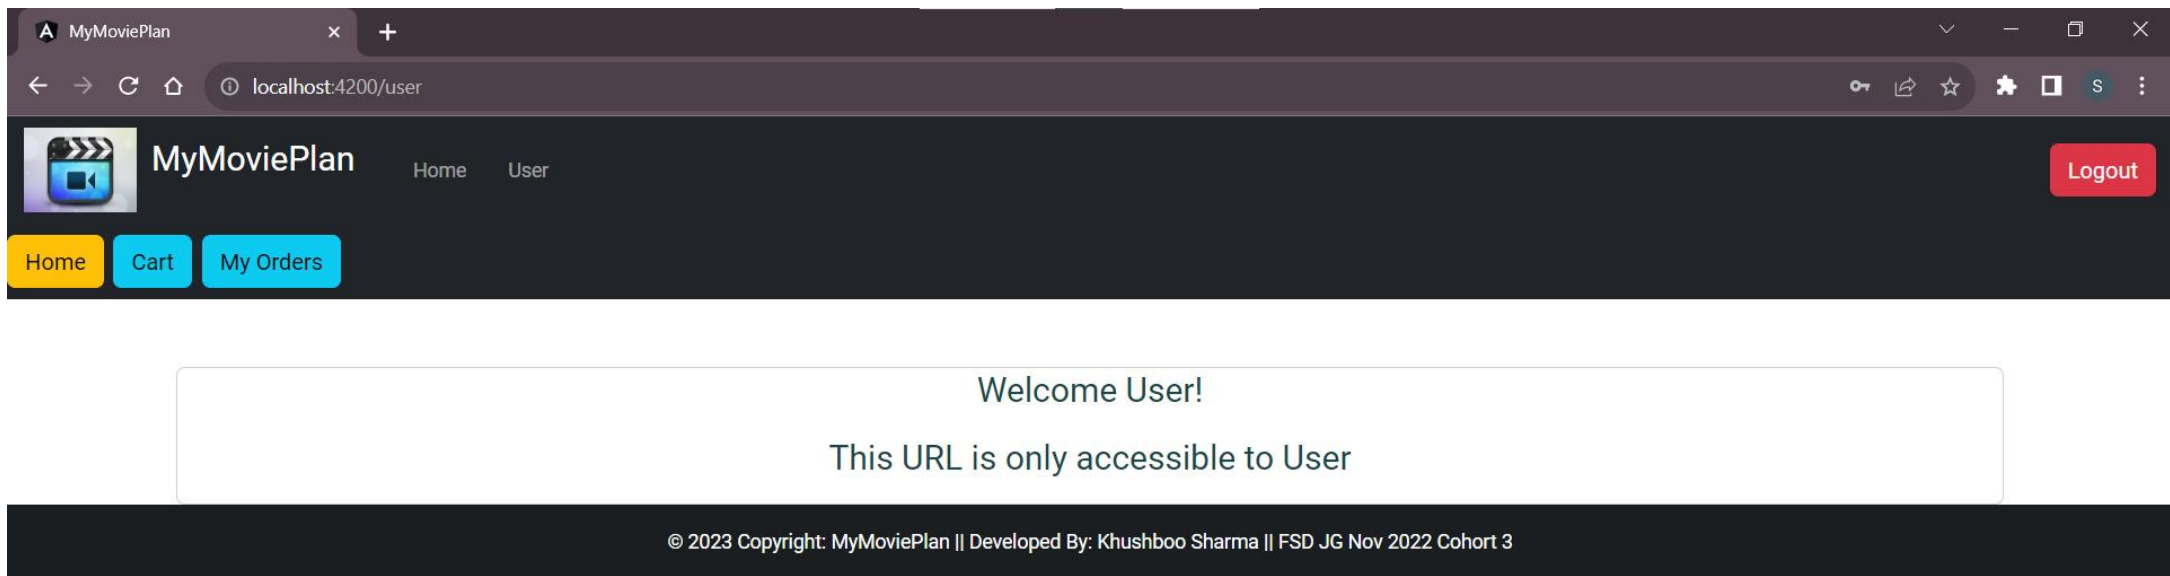 MyMoviePlan
localhost:4200/user
S
MyMoviePlan Home User Logout
Home Cart My Orders
Welcome User!
This URL is only accessible to User
© 2023 Copyright: MyMoviePlan || Developed By: Khushboo Sharma || FSD JG Nov 2022 Cohort 3